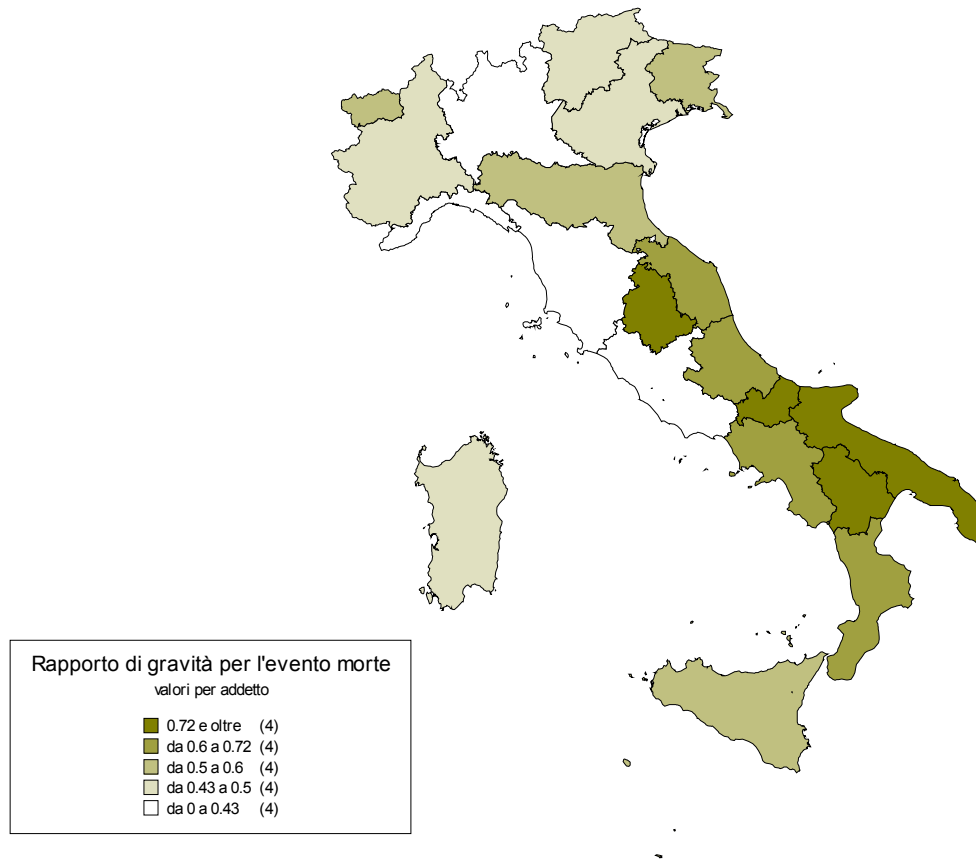 Rapporto di gravità per l'evento morte
valori per addetto
0.72 e oltre (4)
da 0.6 a 0.72 (4)
da 0.5 a 0.6 (4)
da 0.43 a 0.5 (4)
da 0 a 0.43 (4)